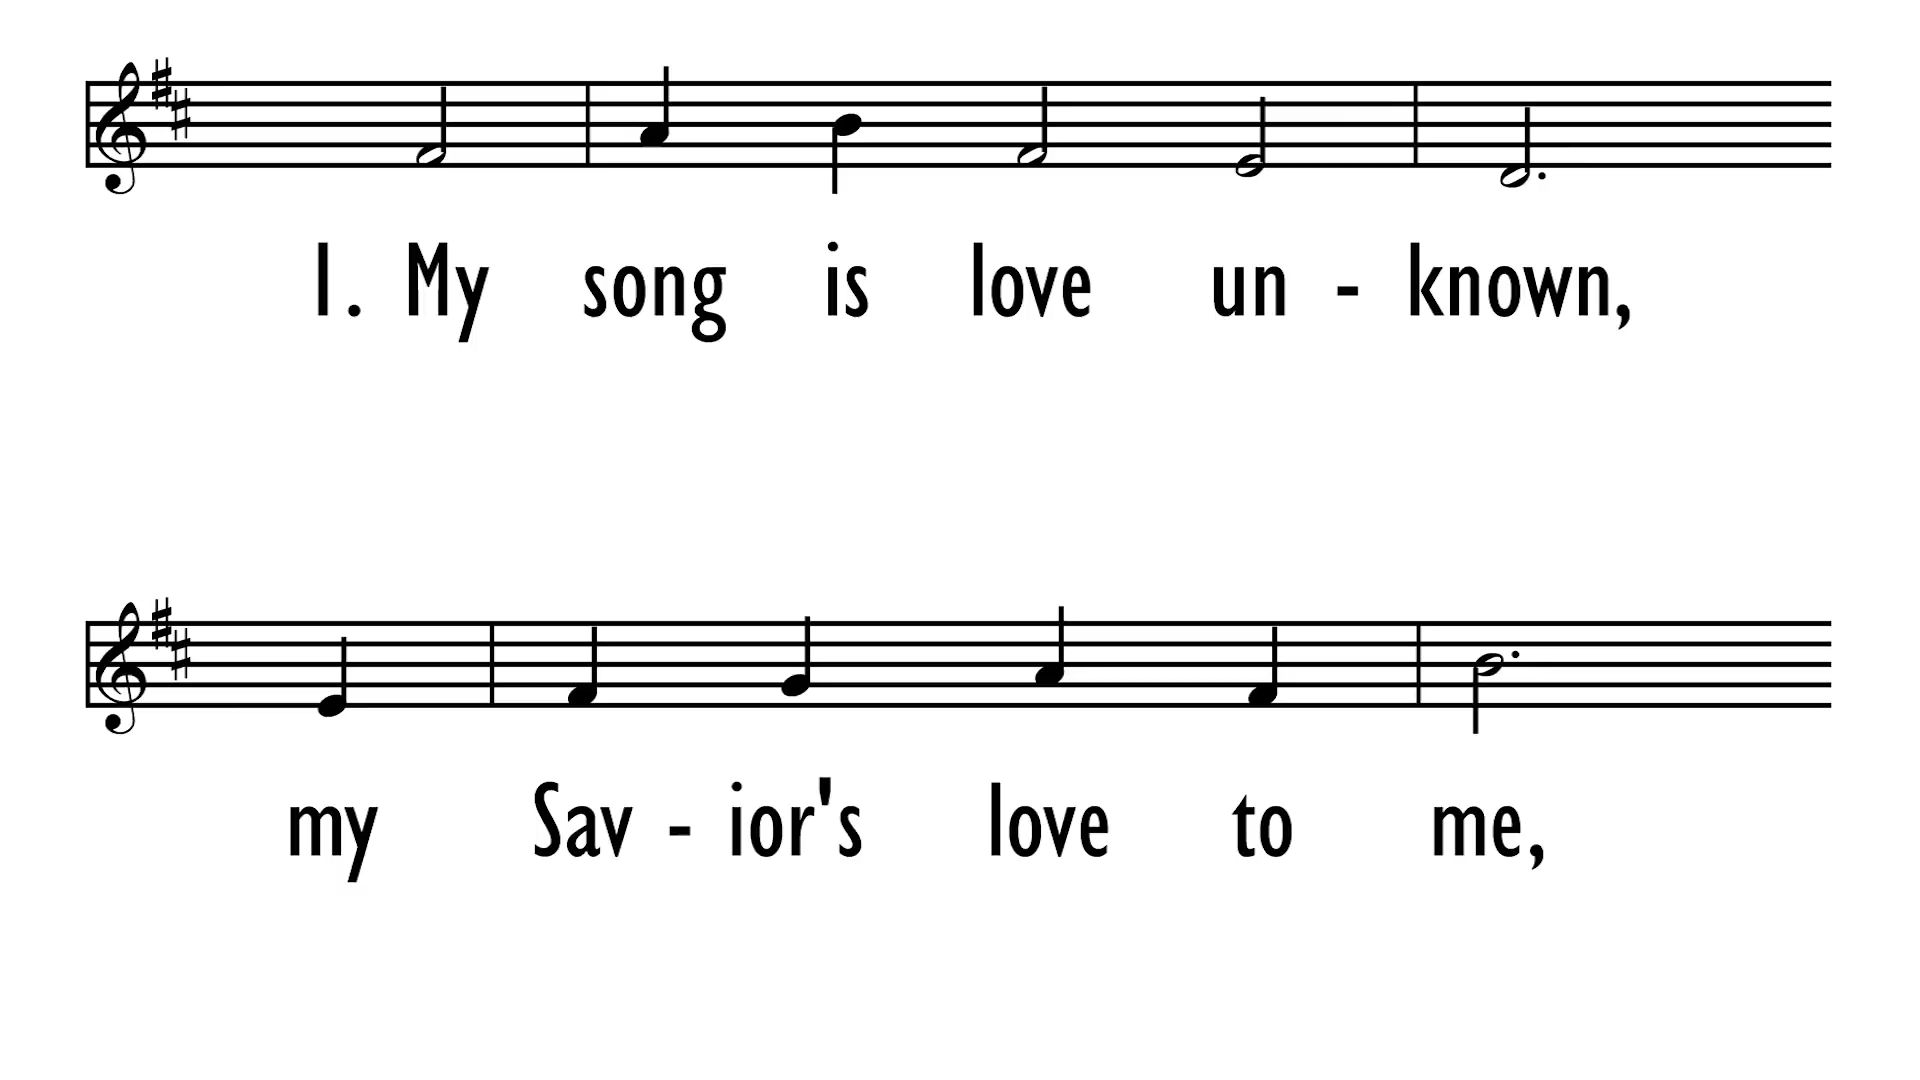 1. My song is love un - known,
my Sav - ior's love to me,